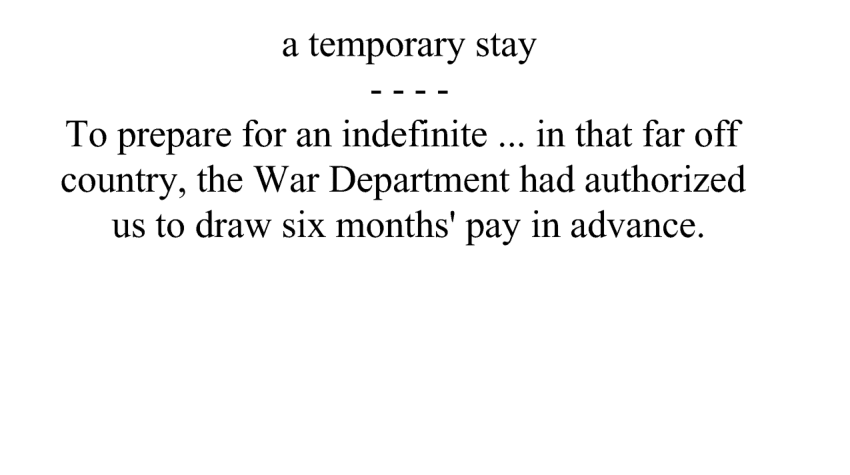 a temporary stay
- - - -
To prepare for an indefinite ... in that far off
country, the War Department had authorized
us to draw six months' pay in advance.